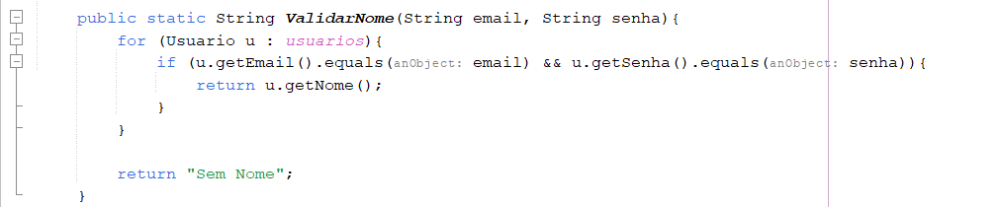 public static String ValidarNome(String email, String senha){
for (Usuario u : usuarios){
if (u.getEmail().equals(anObject: email) && u.getSenha().equals(anObject: senha)){
return u.getNome();
}
}
return "Sem Nome";
}